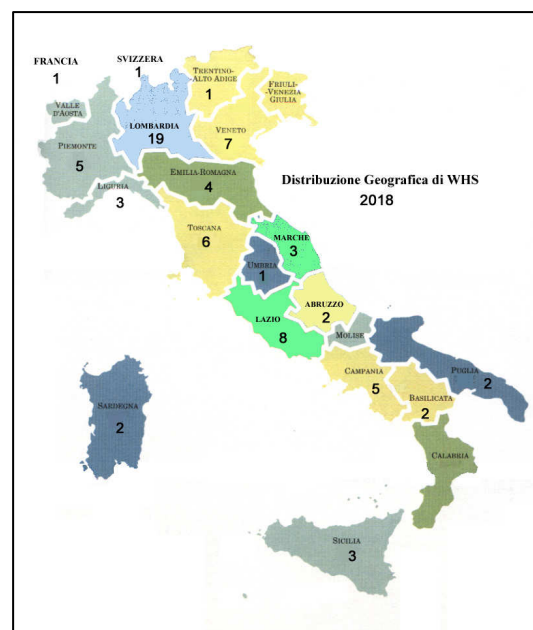 FRANCIA
1
SVIZZERA
1
TRENTINO-
ALTO ADIGE
1
FRIULI-
VENEZIA
GIULIA
VALLE
D'AOSTA
LOMBARDIA
19
VENETO
7
PIEMONTE
5
EMILIA-ROMAGNA
4
LIGURIA
3
Distribuzione Geografica di WHS
2018
TOSCANA
6
MARCHE
3
UMBRIA
1
ABRUZZO
2
LAZIO
8
MOLISE
CAMPANIA
5
PUGLIA
2
BASILICATA
2
SARDEGNA
2
CALABRIA
SICILIA
3